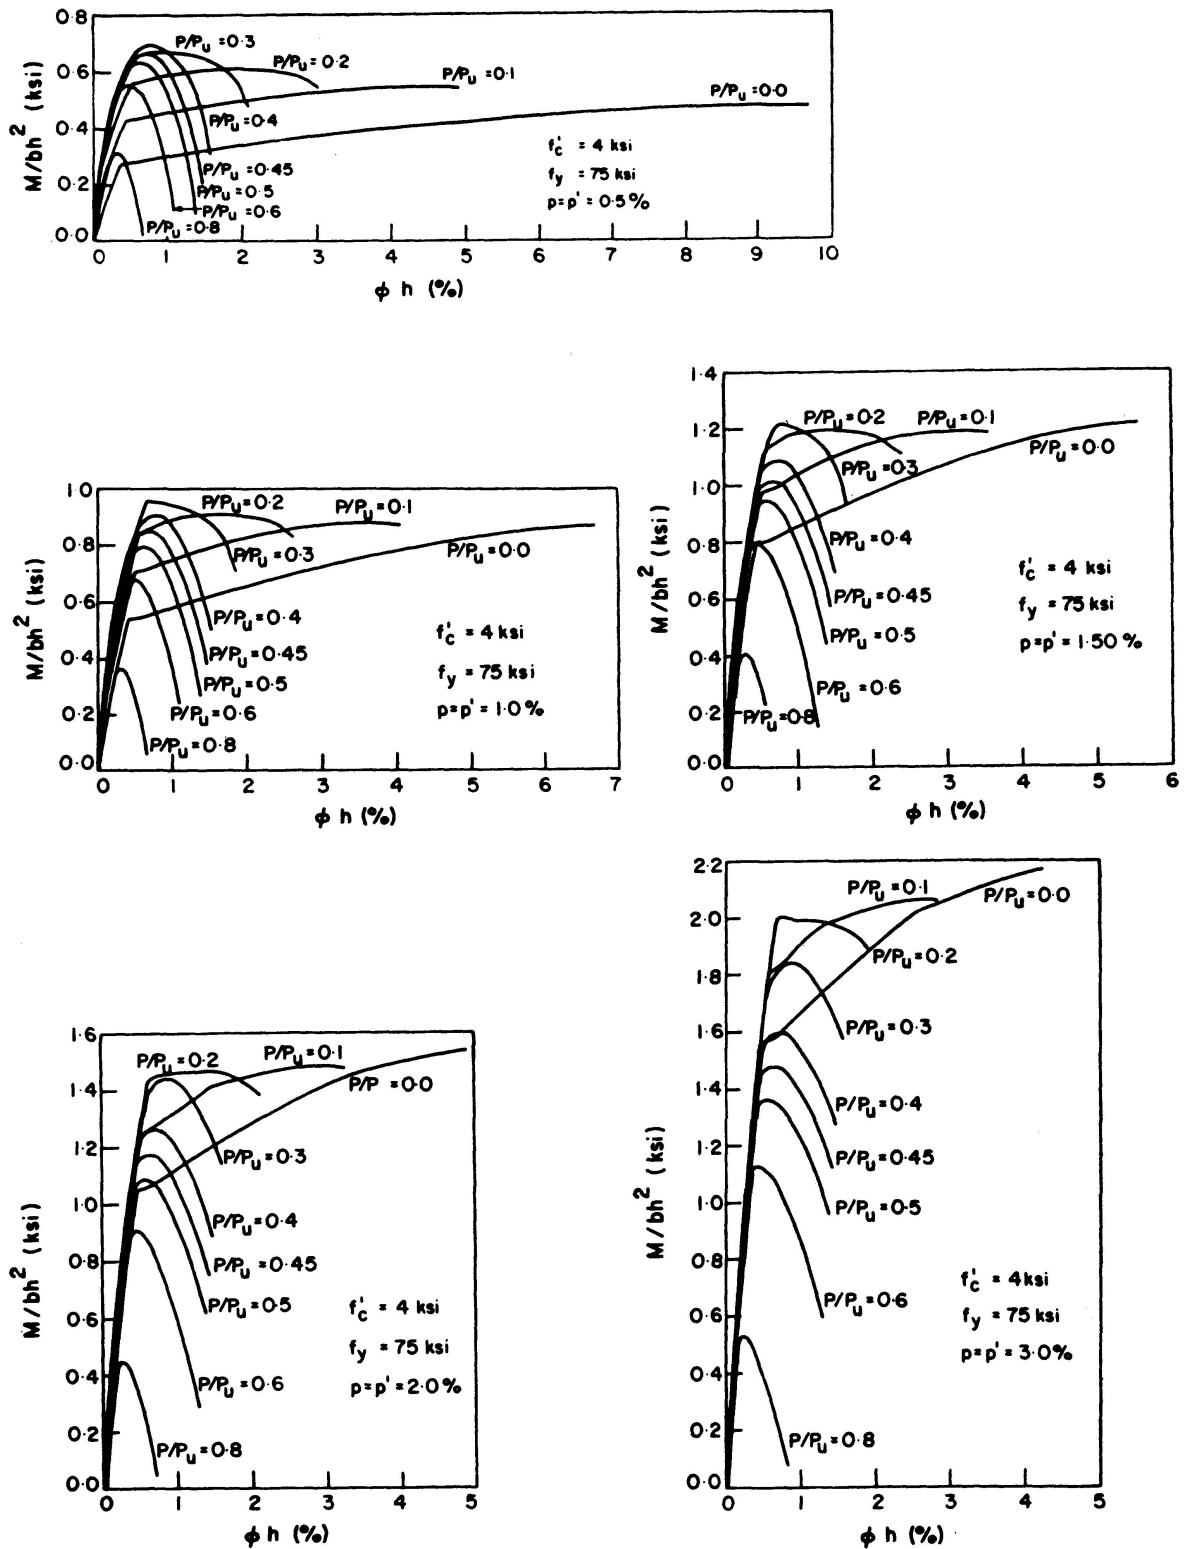 0.8
0.6
0.4
0.2
0.0
M/bh² (ksi)
P/Pu = 0.3
P/Pu = 0.2
P/Pu = 0.1
P/Pu = 0.0
P/Pu = 0.4
P/Pu = 0.45
P/Pu = 0.5
P/Pu = 0.6
P/Pu = 0.8
f'c = 4 ksi
fy = 75 ksi
p = p' = 0.5 %
0 1 2 3 4 5 6 7 8 9 10
ϕ h (%)
1.0
0.8
0.6
0.4
0.2
0.0
M/bh² (ksi)
P/Pu = 0.2
P/Pu = 0.1
P/Pu = 0.3
P/Pu = 0.0
P/Pu = 0.4
P/Pu = 0.45
P/Pu = 0.5
P/Pu = 0.6
P/Pu = 0.8
f'c = 4 ksi
fy = 75 ksi
p = p' = 1.0 %
0 1 2 3 4 5 6 7
ϕ h (%)
1.4
1.2
1.0
0.8
0.6
0.4
0.2
0.0
M/bh² (ksi)
P/Pu = 0.2
P/Pu = 0.1
P/Pu = 0.0
P/Pu = 0.3
P/Pu = 0.4
P/Pu = 0.45
P/Pu = 0.5
P/Pu = 0.6
P/Pu = 0.8
f'c = 4 ksi
fy = 75 ksi
p = p' = 1.50 %
0 1 2 3 4 5 6
ϕ h (%)
1.6
1.4
1.2
1.0
0.8
0.6
0.4
0.2
0.0
M/bh² (ksi)
P/Pu = 0.2
P/Pu = 0.1
P/P = 0.0
P/Pu = 0.3
P/Pu = 0.4
P/Pu = 0.45
P/Pu = 0.5
P/Pu = 0.6
P/Pu = 0.8
f'c = 4 ksi
fy = 75 ksi
p = p' = 2.0 %
0 1 2 3 4 5
ϕ h (%)
2.2
2.0
1.8
1.6
1.4
1.2
1.0
0.8
0.6
0.4
0.2
0.0
M/bh² (ksi)
P/Pu = 0.1
P/Pu = 0.0
P/Pu = 0.2
P/Pu = 0.3
P/Pu = 0.4
P/Pu = 0.45
P/Pu = 0.5
P/Pu = 0.6
P/Pu = 0.8
f'c = 4 ksi
fy = 75 ksi
p = p' = 3.0 %
0 1 2 3 4 5
ϕ h (%)